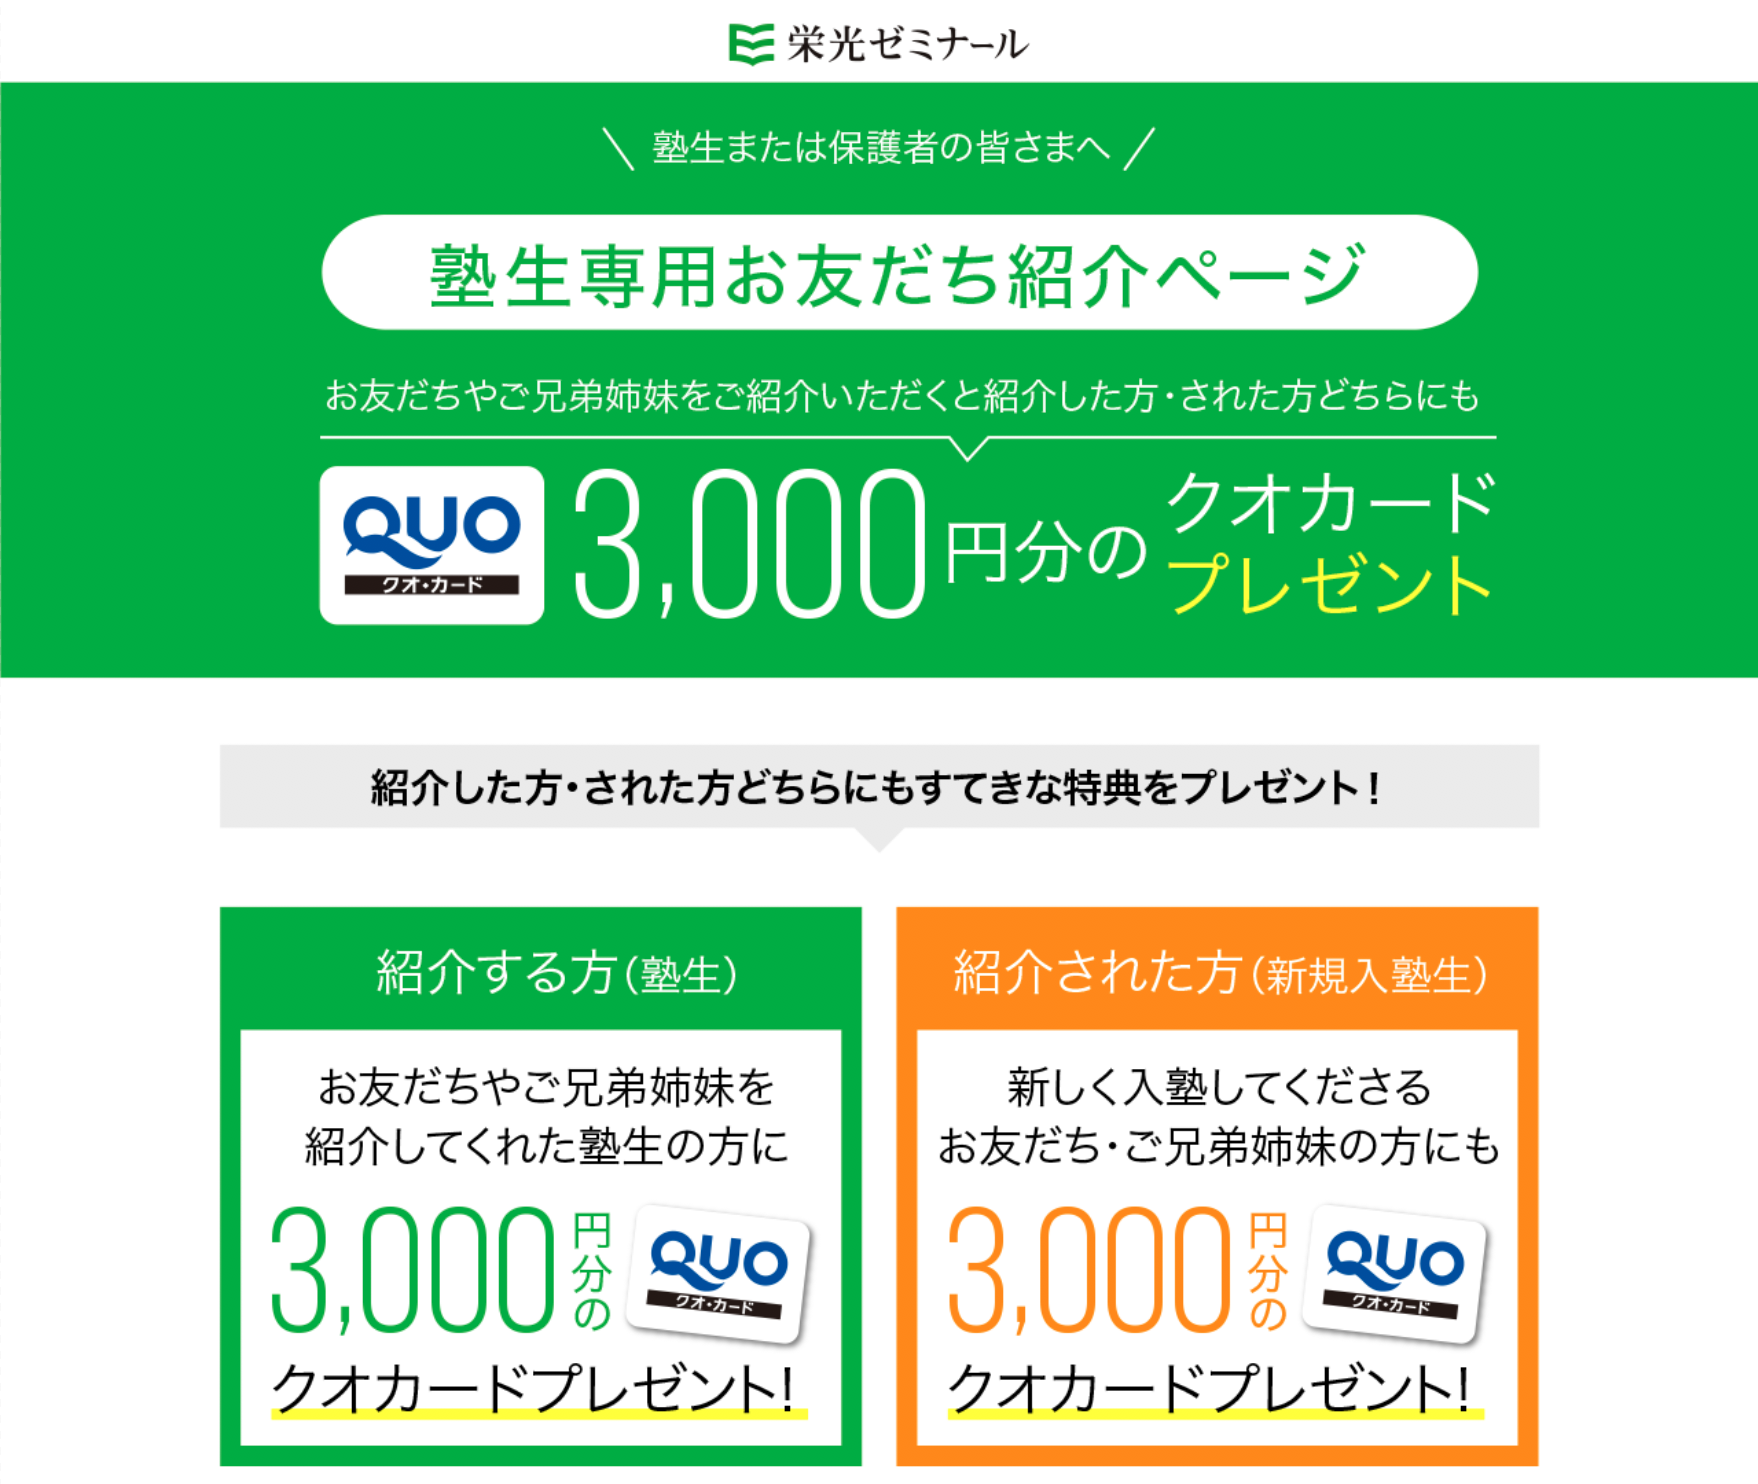 栄光ゼミナール
\ 塾生または保護者の皆さまへ /
塾生専用お友だち紹介ページ
お友だちやご兄弟姉妹をご紹介いただくと紹介した方・された方どちらにも
QUO
クオ・カード
3,000円分の
クオカード
プレゼント
紹介した方・された方どちらにもすてきな特典をプレゼント！
紹介する方（塾生）
お友だちやご兄弟姉妹を
紹介してくれた塾生の方に
3,000円分の
QUO
クオ・カード
クオカードプレゼント！
紹介された方（新規入塾生）
新しく入塾してくださる
お友だち・ご兄弟姉妹の方にも
3,000円分の
QUO
クオ・カード
クオカードプレゼント！